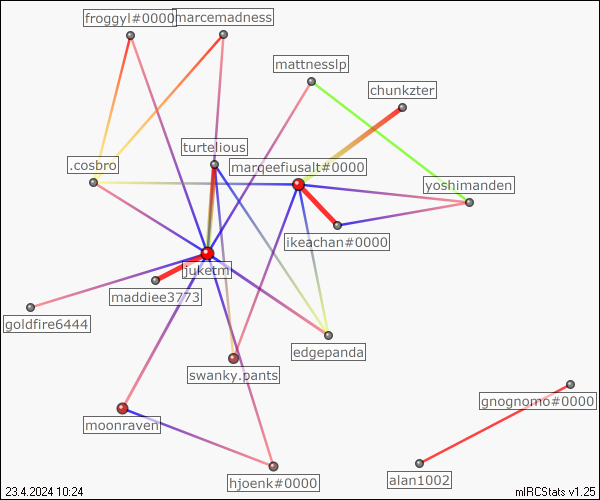 froggyl#0000
marcemadness
mattnesslp
chunkzter
turtelious
.cosbro
marqeefiusalt#0000
yoshimanden
ikeachan#0000
juketm
maddiee3773
goldfire6444
edgepanda
swanky.pants
gnognomo#0000
moonraven
hjoenk#0000
alan1002
23.4.2024 10:24
mIRCStats v1.25